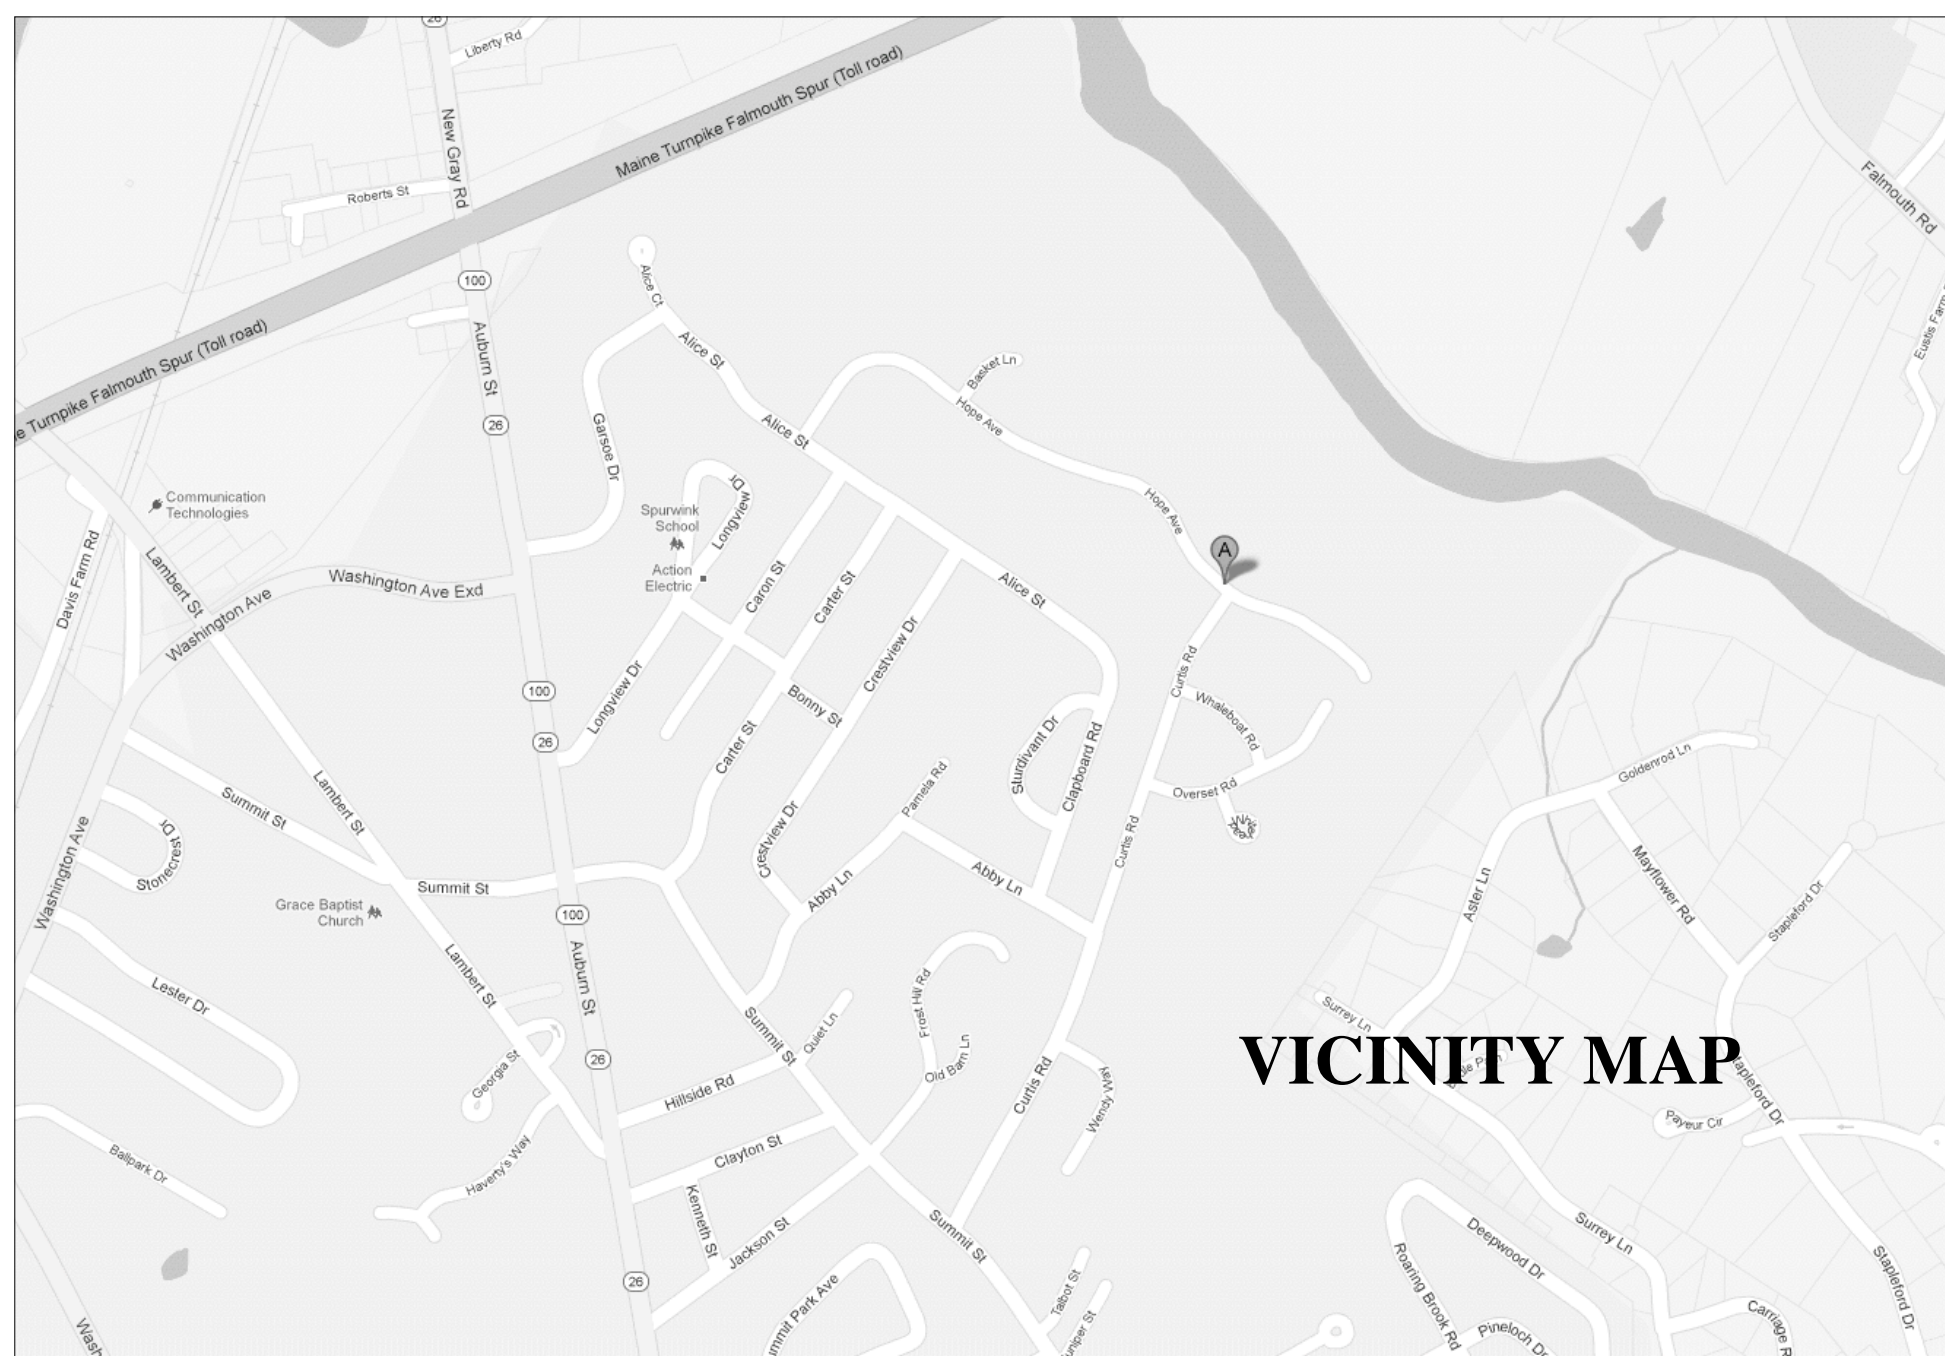 26
Liberty Rd
Maine Turnpike Falmouth Spur (Toll road)
New Gray Rd
Roberts St
Falmouth Rd
100
Alice Ct
e Turnpike Falmouth Spur (Toll road)
Auburn St
Alice St
Eustis Farm
Basket Ln
Hope Ave
26
Garsoe Dr
Alice St
Longview Dr
Communication
Technologies
Spurwink
School
Hope Ave
Davis Farm Rd
Lambert St
A
Action
Electric
Washington Ave Exd
Caron St
Carter St
Alice St
Washington Ave
Crestview Dr
Curtis Rd
100
Longview Dr
Bonny St
Whaleboat Rd
26
Carter St
Sturdivant Dr
Clapboard Rd
Goldenrod Ln
Pamela Rd
Overset Rd
Summit St
Lambert St
Stonecrest Dr
Crestview Dr
Curtis Rd
Washington Ave
Summit St
Abby Ln
Abby Ln
Aster Ln
Mayflower Rd
Stapleford Dr
Grace Baptist
Church
100
Auburn St
Lambert St
Lester Dr
Frost Hill Rd
Surrey Ln
Summit St
Quiet Ln
26
Georgia St
Old Barn Ln
VICINITY MAP
Hillside Rd
Curtis Rd
Wendy Way
Stapleford Dr
Payeur Cir
Ballpark Dr
Haverty's Way
Clayton St
Kenneth St
Jackson St
Summit St
Surrey Ln
Deepwood Dr
26
Talbot St
Roaring Brook Rd
Stapleford Dr
mmit Park Ave
uniper St
Pineloch Dr
Carriage R
Wash